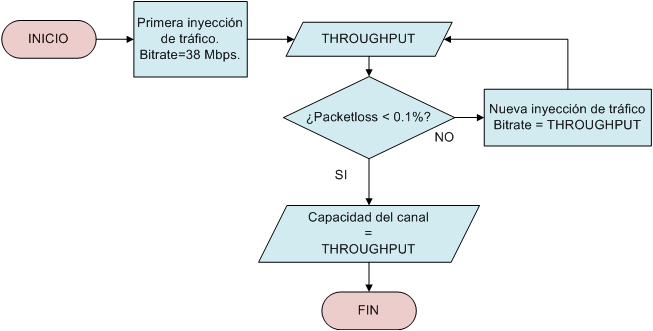 INICIO
Primera inyección
de tráfico.
Bitrate=38 Mbps.
THROUGHPUT
¿Packetloss < 0.1%?
NO
Nueva inyección de tráfico
Bitrate = THROUGHPUT
SI
Capacidad del canal
=
THROUGHPUT
FIN